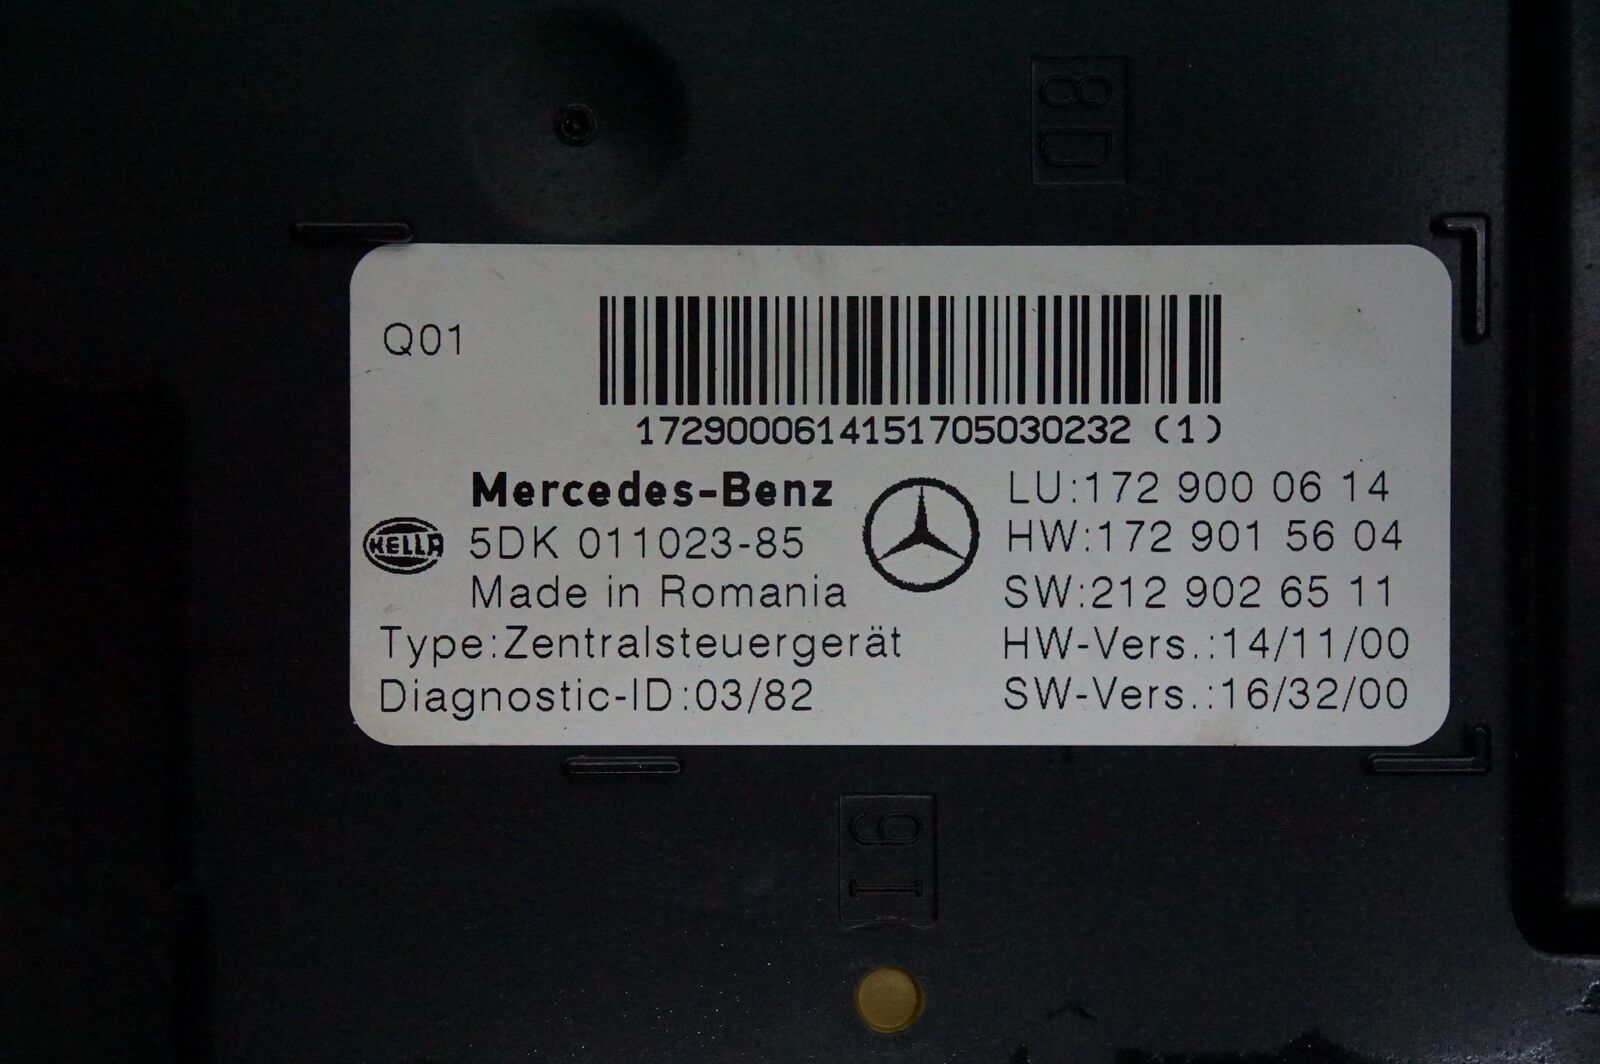 D8
Q01
1729000614151705030232 (1)
Mercedes-Benz
HELLA
5DK 011023-85
Made in Romania
Type:Zentralsteuergerät
Diagnostic-ID:03/82
LU:172 900 06 14
HW:172 901 56 04
SW:212 902 65 11
HW-Vers.:14/11/00
SW-Vers.:16/32/00
I9